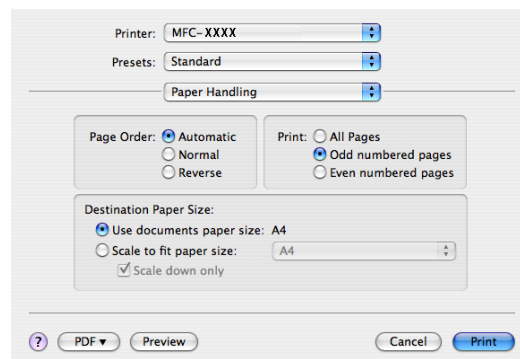 Printer: MFC-XXXX
Presets: Standard
Paper Handling
Page Order: Automatic
Normal
Reverse
Print: All Pages
Odd numbered pages
Even numbered pages
Destination Paper Size:
Use documents paper size: A4
Scale to fit paper size: A4
Scale down only
? PDF▼ Preview Cancel Print